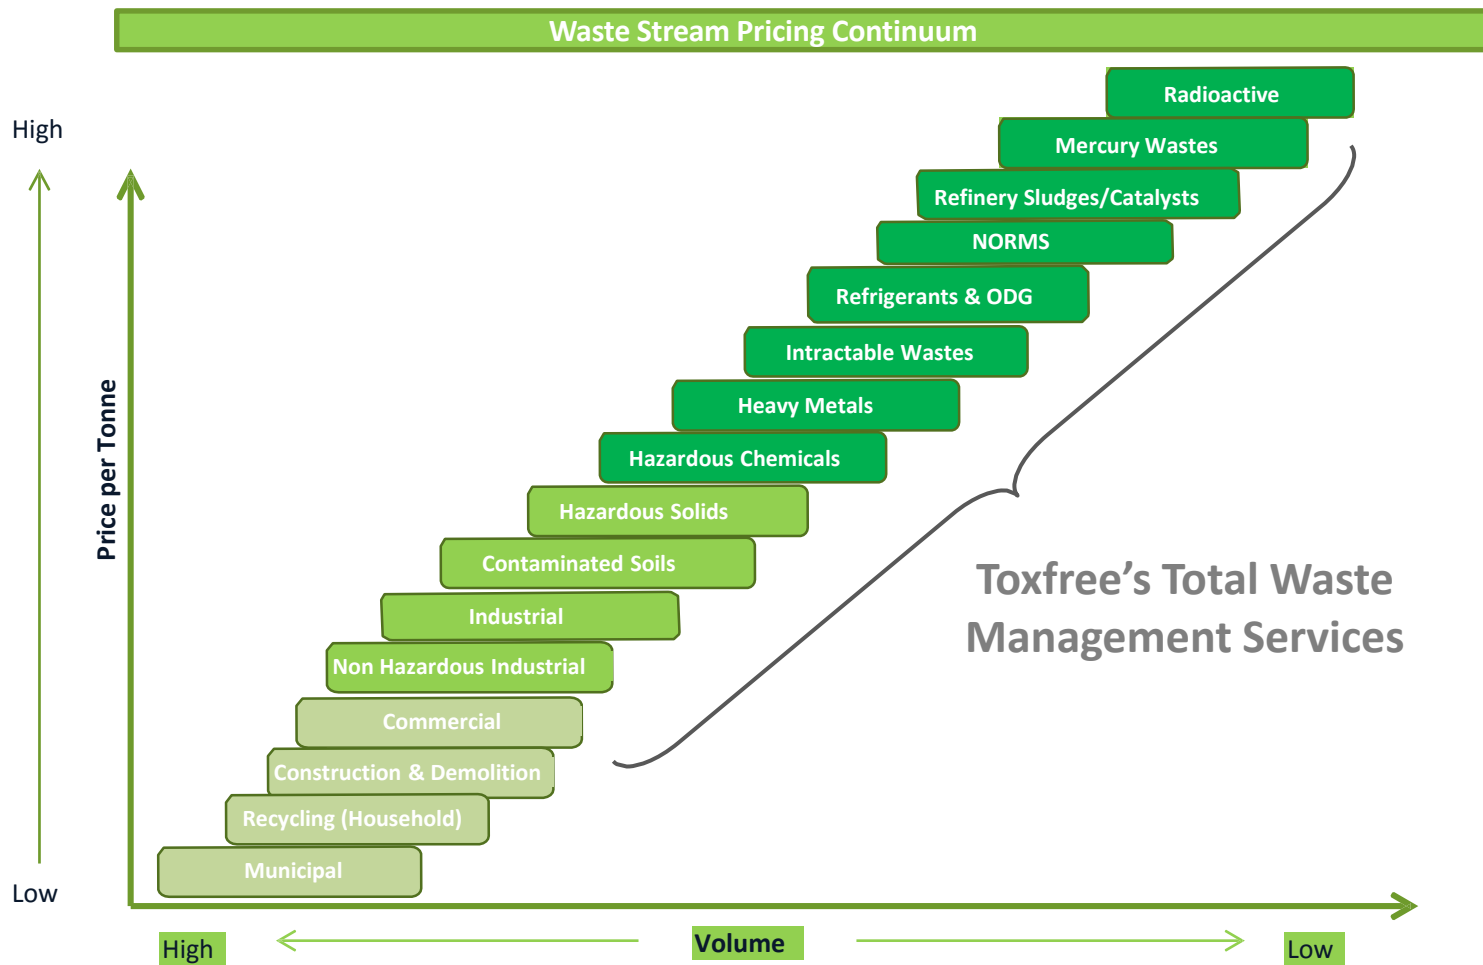 Waste Stream Pricing Continuum
Radioactive
High
Mercury Wastes
Refinery Sludges/Catalysts
NORMS
Refrigerants & ODG
Intractable Wastes
Heavy Metals
Price per Tonne
Hazardous Chemicals
Hazardous Solids
Contaminated Soils
Toxfree’s Total Waste
Management Services
Industrial
Non Hazardous Industrial
Commercial
Construction & Demolition
Recycling (Household)
Municipal
Low
High
Volume
Low